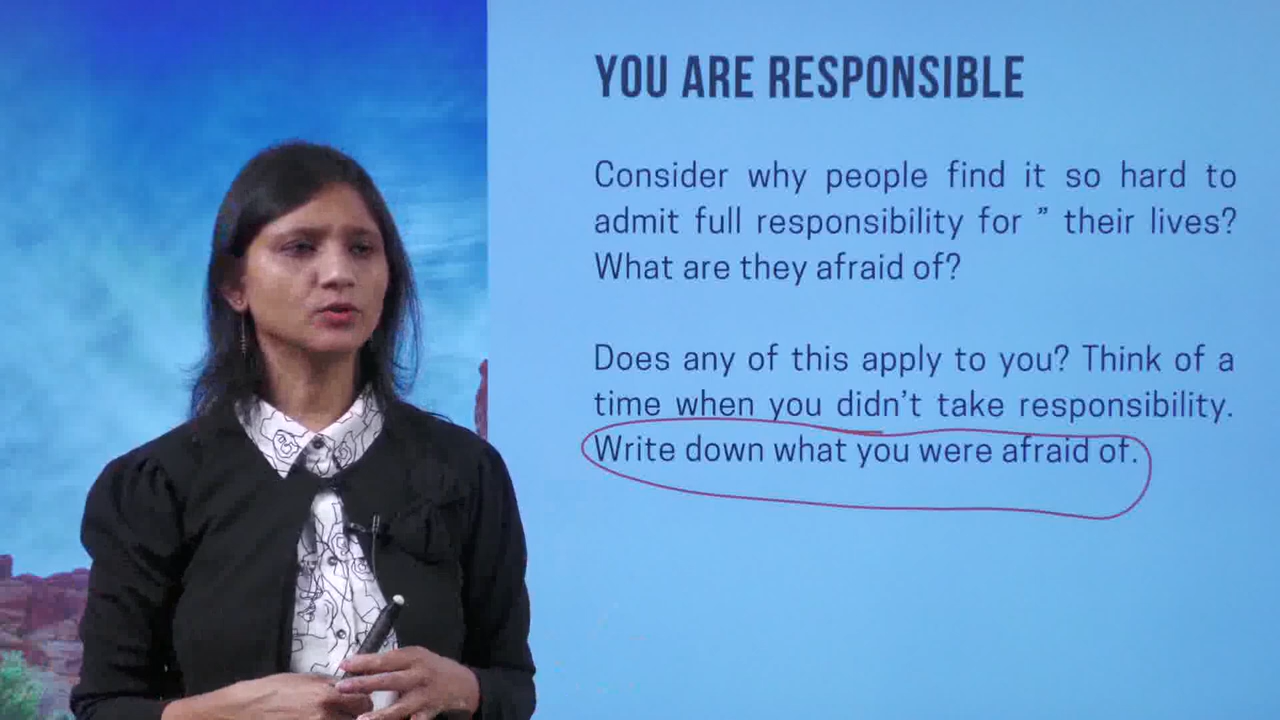 YOU ARE RESPONSIBLE
Consider why people find it so hard to
admit full responsibility for ” their lives?
What are they afraid of?
Does any of this apply to you? Think of a
time when you didn’t take responsibility.
Write down what you were afraid of.